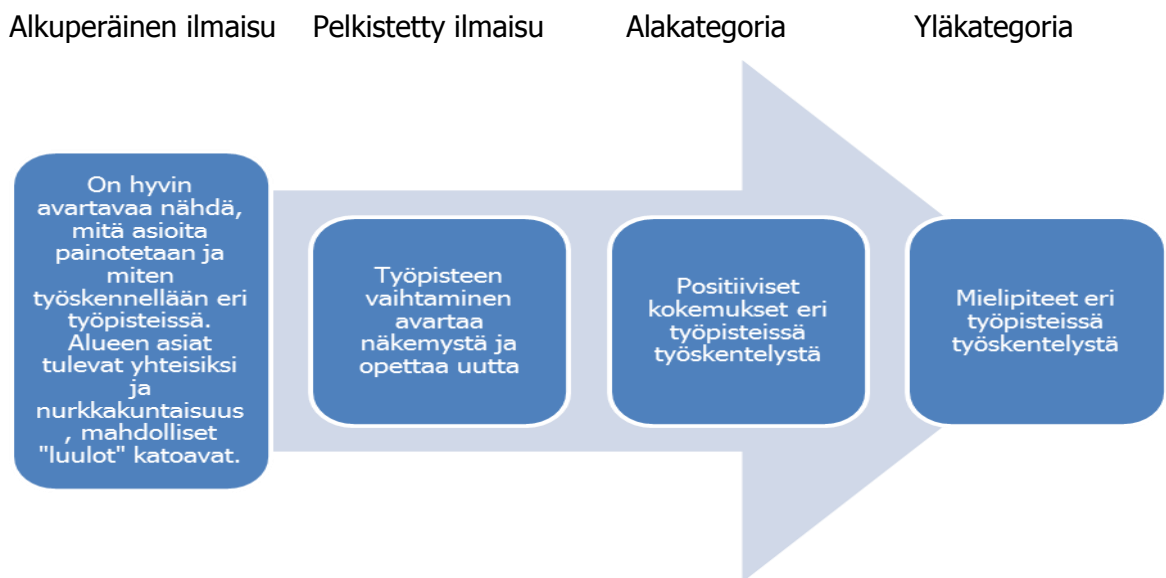 Alkuperäinen ilmaisu Pelkistetty ilmaisu Alakategoria Yläkategoria
On hyvin
avartavaa nähdä,
mitä asioita
painotetaan ja
miten
työskennellään eri
työpisteissä.
Alueen asiat
tulevat yhteisiksi
ja
nurkkakuntaisuus
, mahdolliset
"luulot" katoavat.
Työpisteen
vaihtaminen
avartaa
näkemystä ja
opettaa uutta
Positiiviset
kokemukset eri
työpisteissä
työskentelystä
Mielipiteet eri
työpisteissä
työskentelystä